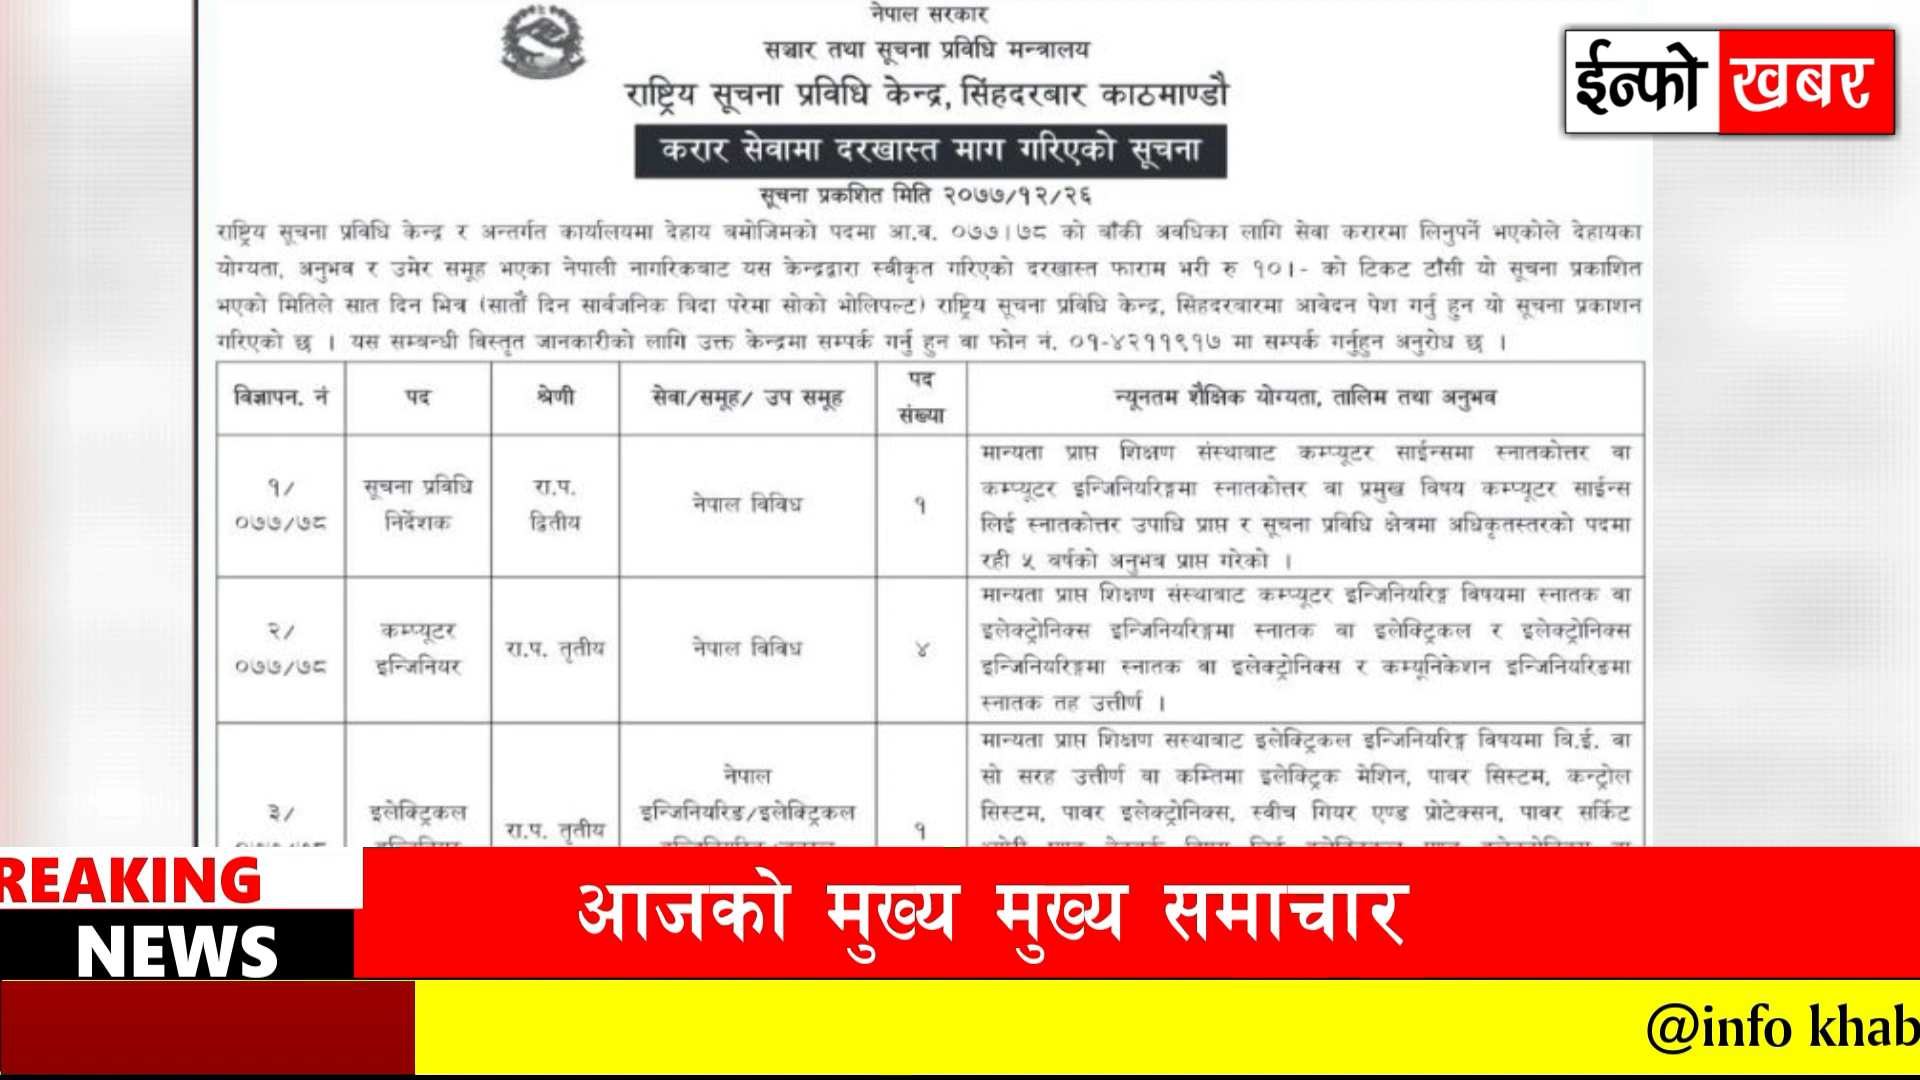 नेपाल सरकार
सञ्चार तथा सूचना प्रविधि मन्त्रालय
राष्ट्रिय सूचना प्रविधि केन्द्र, सिंहदरबार काठमाण्डौ
करार सेवामा दरखास्त माग गरिएको सूचना
सूचना प्रकशित मिति २०७७/१२/२६
ईन्फो खबर
राष्ट्रिय सूचना प्रविधि केन्द्र र अन्तर्गत कार्यालयमा देहाय बमोजिमको पदमा आ.ब. ०७७।७८ को बाँकी अबधिका लागि सेवा करारमा लिनुपर्ने भएकोले देहायका
योग्यता, अनुभव र उमेर समूह भएका नेपाली नागरिकबाट यस केन्द्रद्वारा स्वीकृत गरिएको दरखास्त फाराम भरी रु १०।- को टिकट टाँसी यो सूचना प्रकाशित
भएको मितिले सात दिन भित्र (सातौँ दिन सार्वजनिक बिदा परेमा सोको भोलिपल्ट) राष्ट्रिय सूचना प्रविधि केन्द्र, सिंहदरबारमा आवेदन पेश गर्नु हुन यो सूचना प्रकाशन
गरिएको छ । यस सम्बन्धी विस्तृत जानकारीको लागि उक्त केन्द्रमा सम्पर्क गर्नु हुन वा फोन नं. ०१-४२११९१७ मा सम्पर्क गर्नुहुन अनुरोध छ ।
विज्ञापन. नं पद श्रेणी सेवा/समूह/ उप समूह पद संख्या न्यूनतम शैक्षिक योग्यता, तालिम तथा अनुभव
१/ ०७७/७८ सूचना प्रविधि निर्देशक रा.प. द्वितीय नेपाल विविध १
मान्यता प्राप्त शिक्षण संस्थाबाट कम्प्यूटर साईन्समा स्नातकोत्तर वा
कम्प्यूटर इन्जिनियरिङ्गमा स्नातकोत्तर वा प्रमुख विषय कम्प्यूटर साईन्स
लिई स्नातकोत्तर उपाधि प्राप्त र सूचना प्रविधि क्षेत्रमा अधिकृतस्तरको पदमा
रही ५ वर्षको अनुभव प्राप्त गरेको ।
२/ ०७७/७८ कम्प्यूटर इन्जिनियर रा.प. तृतीय नेपाल विविध ४
मान्यता प्राप्त शिक्षण संस्थाबाट कम्प्यूटर इन्जिनियरिङ्ग विषयमा स्नातक वा
इलेक्ट्रोनिक्स इन्जिनियरिङ्गमा स्नातक वा इलेक्ट्रिकल र इलेक्ट्रोनिक्स
इन्जिनियरिङ्गमा स्नातक वा इलेक्ट्रोनिक्स र कम्यूनिकेशन इन्जिनियरिङमा
स्नातक तह उत्तीर्ण ।
३/ इलेक्ट्रिकल रा.प. तृतीय नेपाल इन्जिनियरिङ/इलेक्ट्रिकल १
मान्यता प्राप्त शिक्षण सस्थाबाट इलेक्ट्रिकल इन्जिनियरिङ्ग विषयमा बि.ई. वा
सो सरह उत्तीर्ण वा कम्तिमा इलेक्ट्रिक मेशिन, पावर सिस्टम, कन्ट्रोल
सिस्टम, पावर इलेक्ट्रोनिक्स, स्वीच गियर एण्ड प्रोटेक्सन, पावर सर्किट
REAKING
NEWS
आजको मुख्य मुख्य समाचार
@info khab